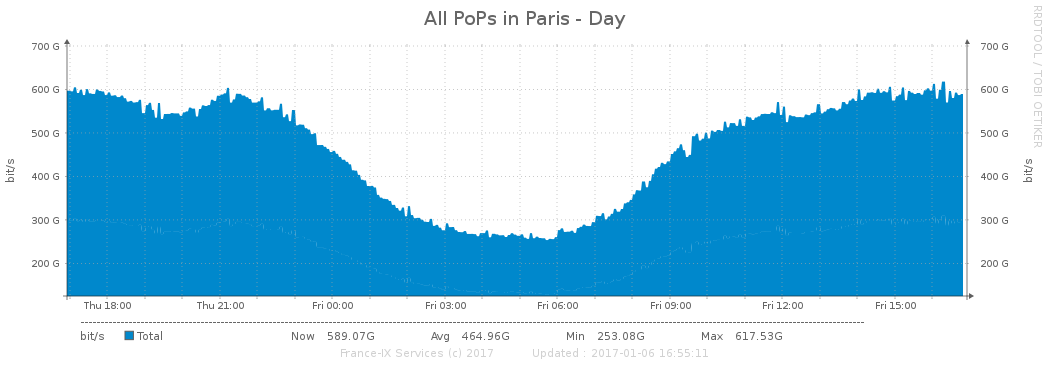 All PoPs in Paris - Day
RRDTOOL / TOBI OETIKER
700 G 700 G
600 G 600 G
500 G 500 G
bit/s bit/s
400 G 400 G
300 G 300 G
200 G 200 G
Thu 18:00 Thu 21:00 Fri 00:00 Fri 03:00 Fri 06:00 Fri 09:00 Fri 12:00 Fri 15:00
bit/s Total Now 589.07G Avg 464.96G Min 253.08G Max 617.53G
France-IX Services (c) 2017 Updated : 2017-01-06 16:55:11